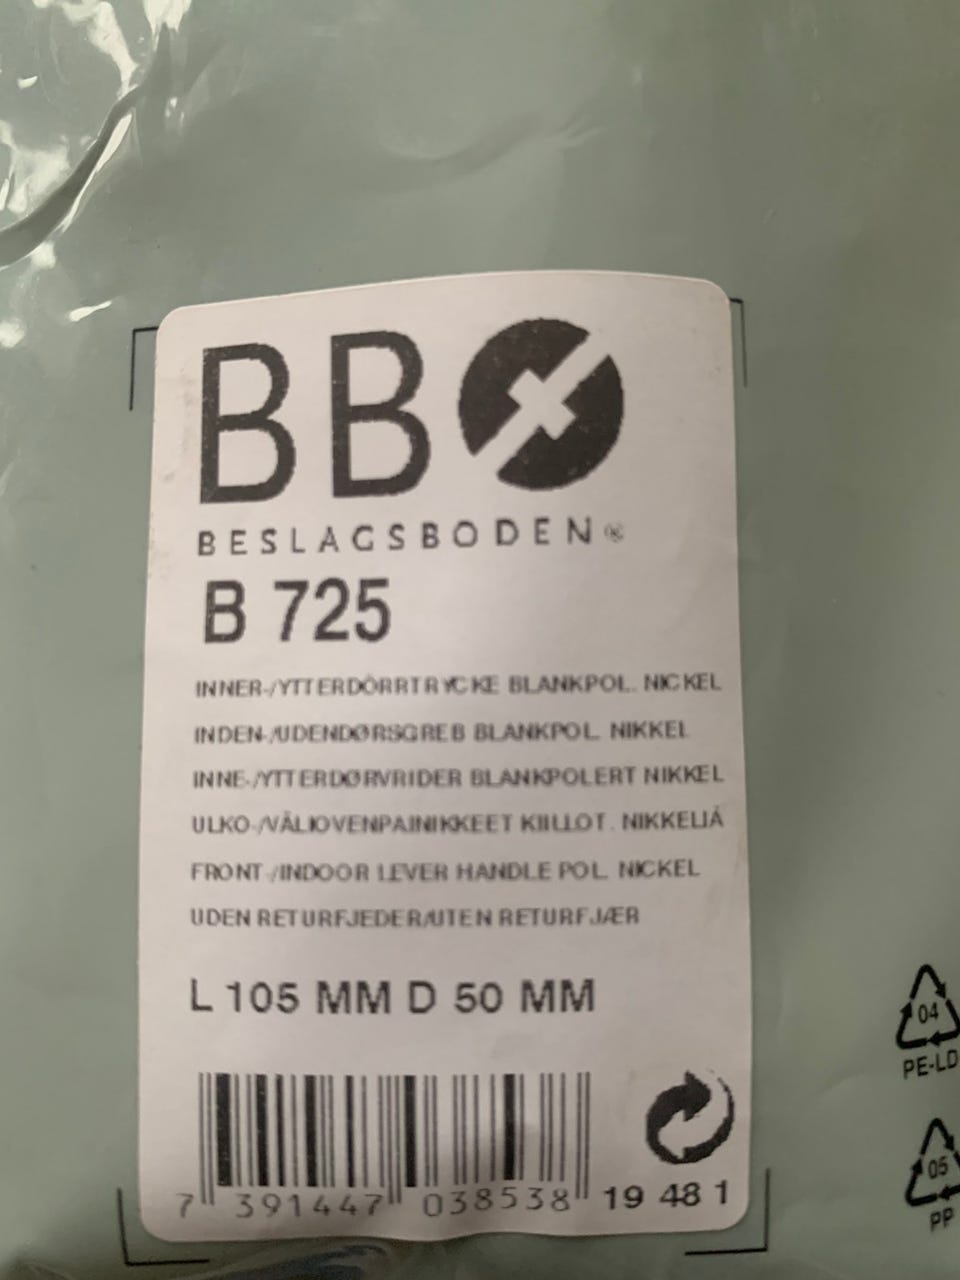 BB
BESLAGSBODEN®
B 725
INNER-/YTTERDÖRRTRYCKE BLANKPOL. NICKEL
INDEN-/UDENDØRSGREB BLANKPOL. NIKKEL
INNE-/YTTERDØRVRIDER BLANKPOLERT NIKKEL
ULKO-/VÄLIOVENPAINIKKEET KIILLOT. NIKKELIÄ
FRONT-/INDOOR LEVER HANDLE POL. NICKEL
UDEN RETURFJEDER/UTEN RETURFJÆR
L 105 MM D 50 MM
7 391447 038538 19 48 1
04
PE-LD
05
PP